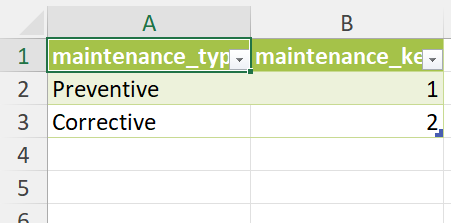 A B
1 maintenance_typ maintenance_ke
2 Preventive 1
3 Corrective 2
4
5
6